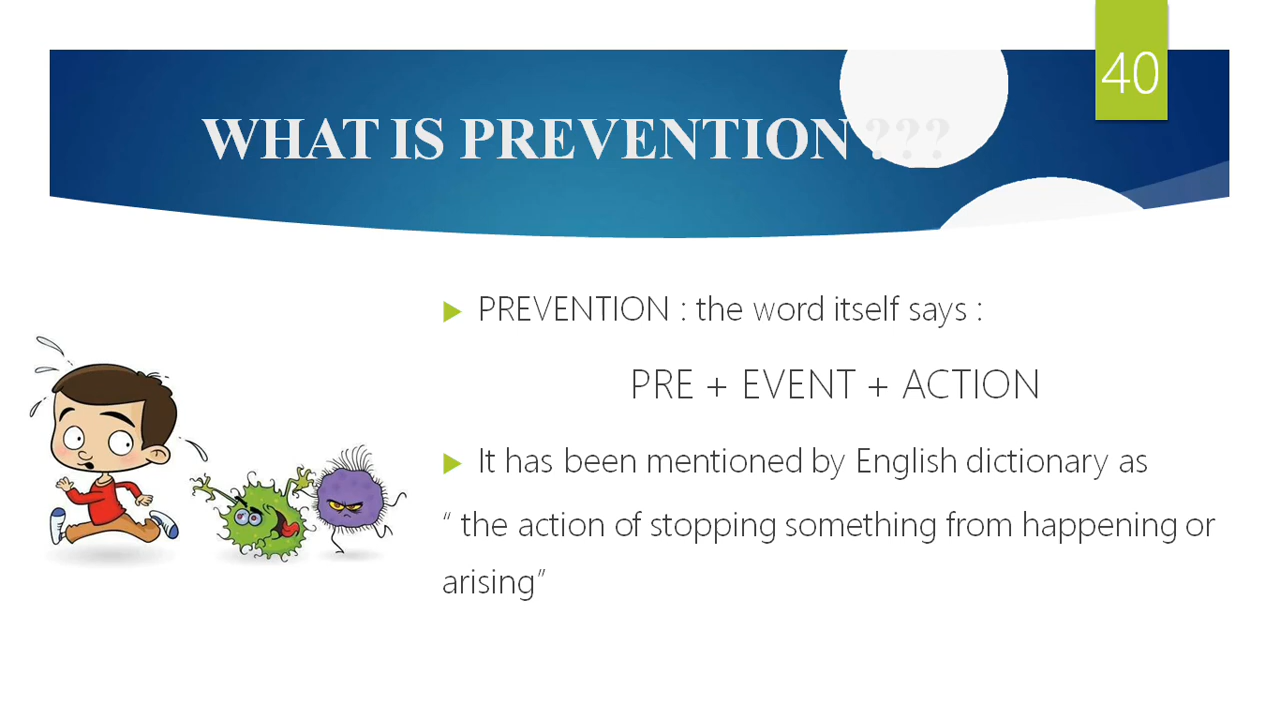 40
WHAT IS PREVENTION ???
PREVENTION : the word itself says :
PRE + EVENT + ACTION
It has been mentioned by English dictionary as
“ the action of stopping something from happening or
arising”